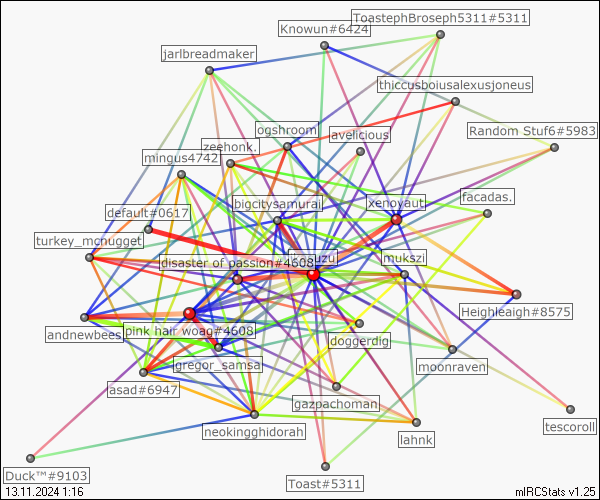 ToastephBroseph5311#5311
Knowun#6424
jarlbreadmaker
thiccusboiusalexusjoneus
Random Stuf6#5983
ogshroom
avelicious
zeehonk.
mingus4742
bigcitysamurai
xenoyaut
facadas.
default#0617
turkey_mcnugget
disaster of passion#4608
uzu
mukszi
Heighleaigh#8575
andnewbees
pink hair wong#4608
doggerdig
gregor_samsa
moonraven
asad#6947
gazpachoman
neokingghidorah
lahnk
tescoroll
Duck™#9103
Toast#5311
13.11.2024 1:16
mIRCStats v1.25